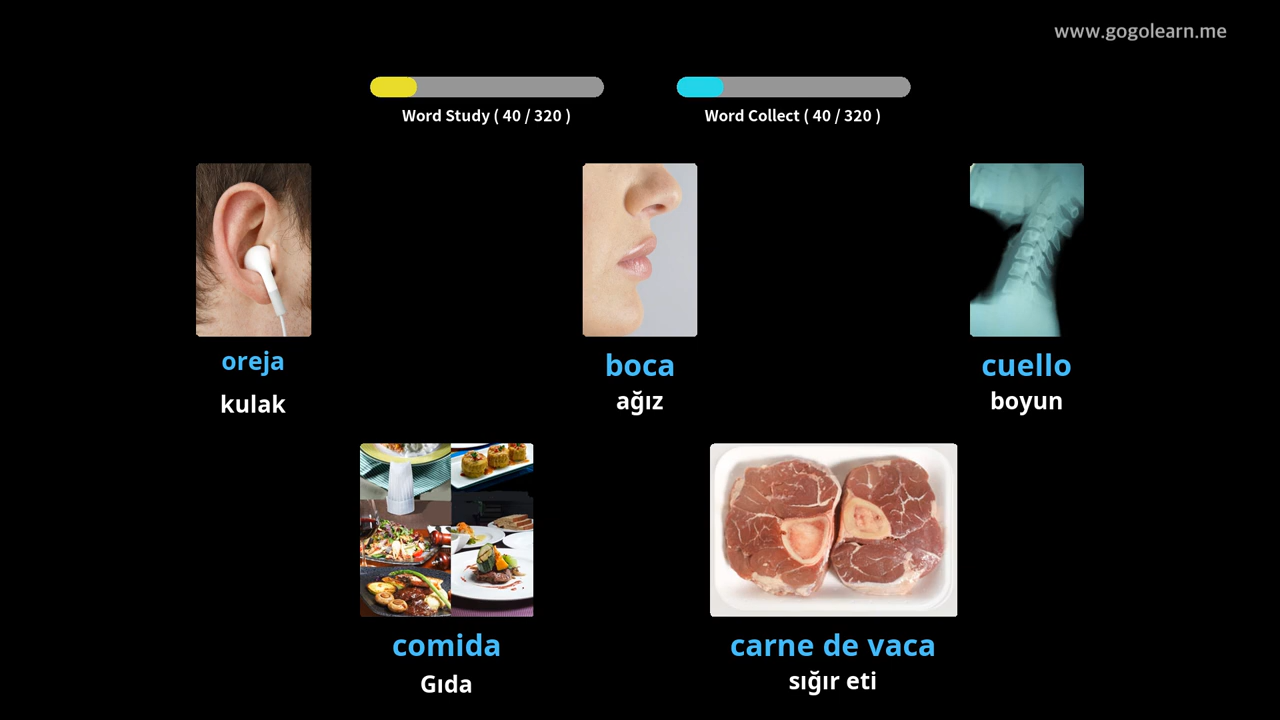 www.gogolearn.me
Word Study ( 40 / 320 )
Word Collect ( 40 / 320 )
oreja
kulak
boca
ağız
cuello
boyun
comida
Gıda
carne de vaca
sığır eti